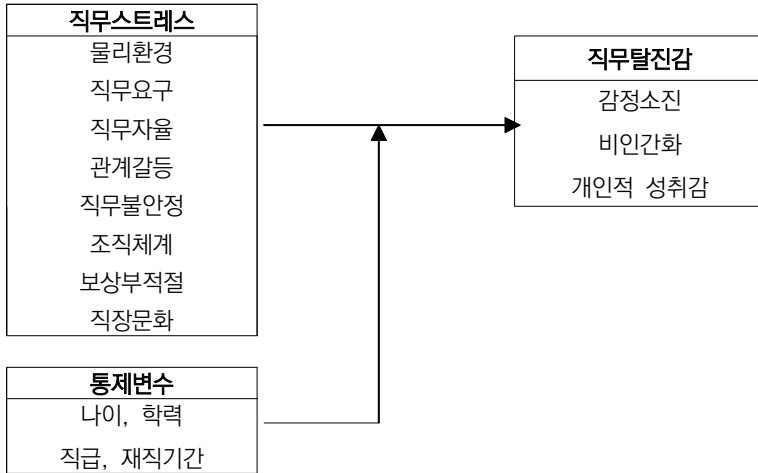 직무스트레스
물리환경
직무요구
직무자율
관계갈등
직무불안정
조직체계
보상부적절
직장문화
직무탈진감
감정소진
비인간화
개인적 성취감
통제변수
나이, 학력
직급, 재직기간